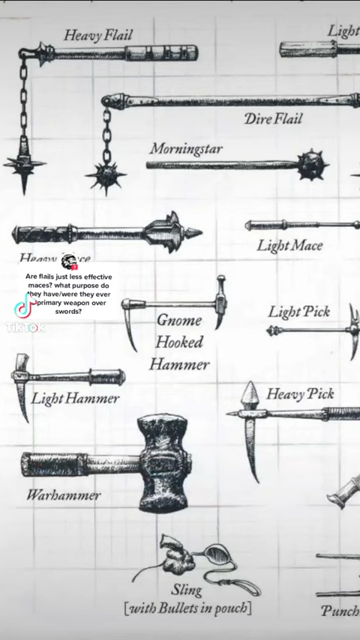 Heavy Flail
Light
Dire Flail
Morningstar
Light Mace
Heavy
Are flails just less effective
maces? what purpose do
they have/were they ever
primary weapon over
swords?
TikTok
Gnome
Hooked
Hammer
Light Pick
Light Hammer
Heavy Pick
Warhammer
Sling
[with Bullets in pouch]
Punch